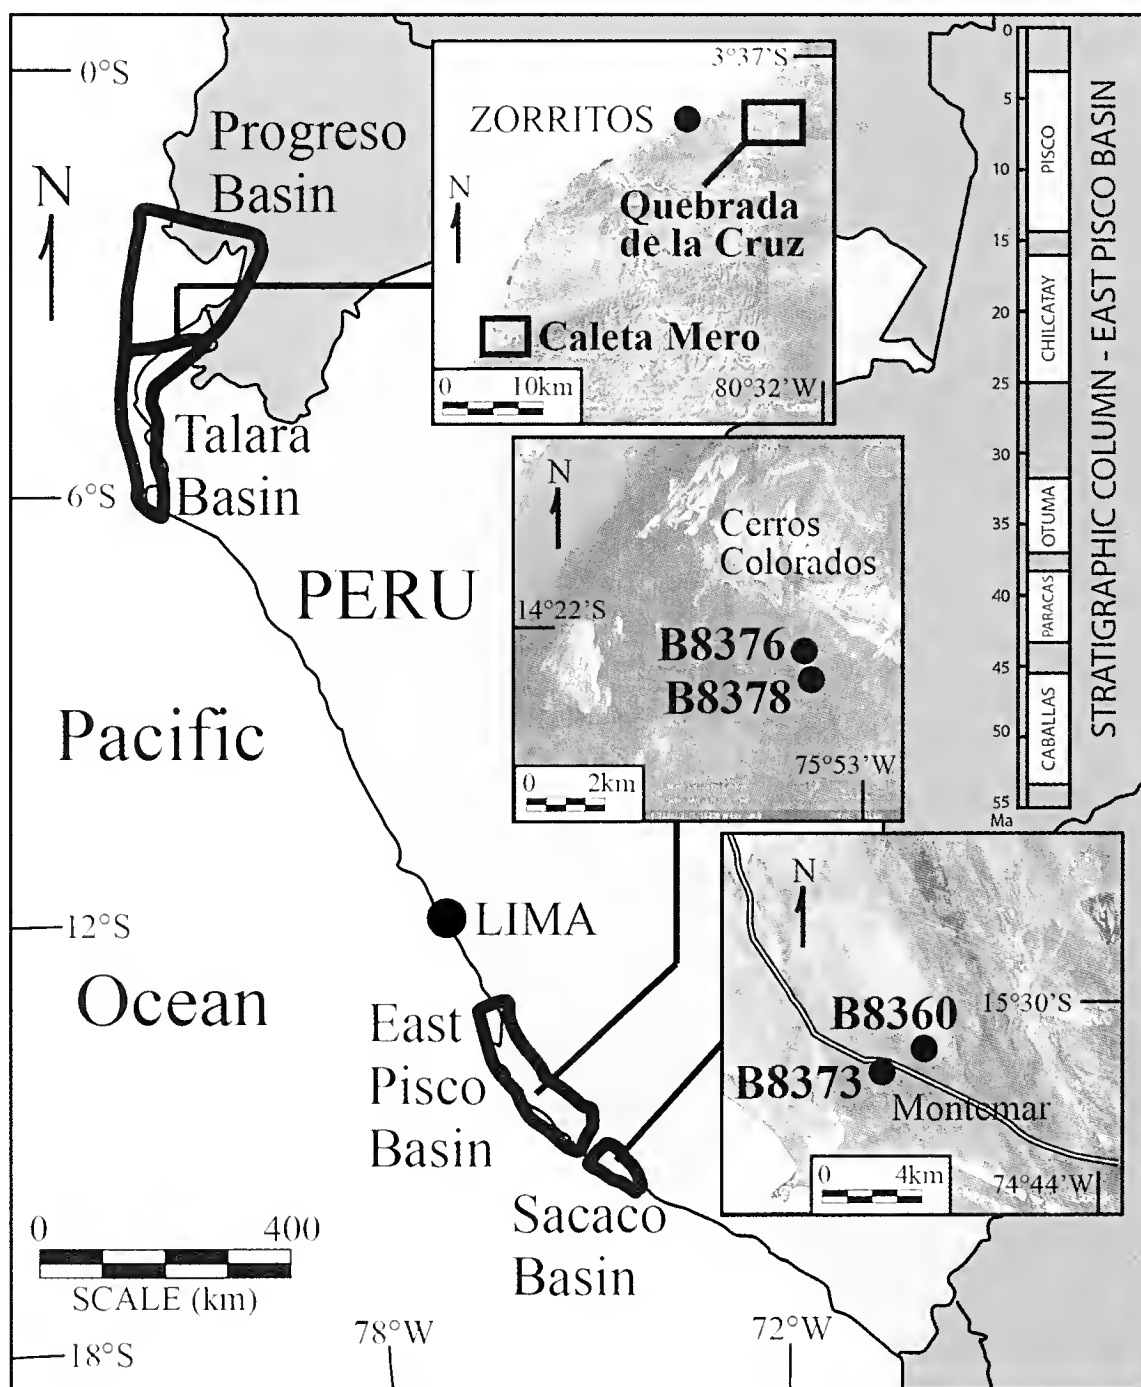 0°S
Progreso
Basin
N
Talara
Basin
6°S
PERU
Pacific
Ocean
12°S
LIMA
East
Pisco
Basin
Sacaco
Basin
0 400
SCALE (km)
78°W
72°W
18°S
3°37'S
ZORRITOS
N
Quebrada
de la Cruz
Caleta Mero
0 10km
80°32'W
N
Cerros
Colorados
14°22'S
B8376
B8378
75°53'W
0 2km
N
15°30'S
B8360
B8373
Montemar
0 4km
74°44'W
0
5
10
15
20
25
30
35
40
45
50
55
Ma
PISCO
CHILCATAY
OTUMA
PARACAS
CABALLAS
STRATIGRAPHIC COLUMN - EAST PISCO BASIN